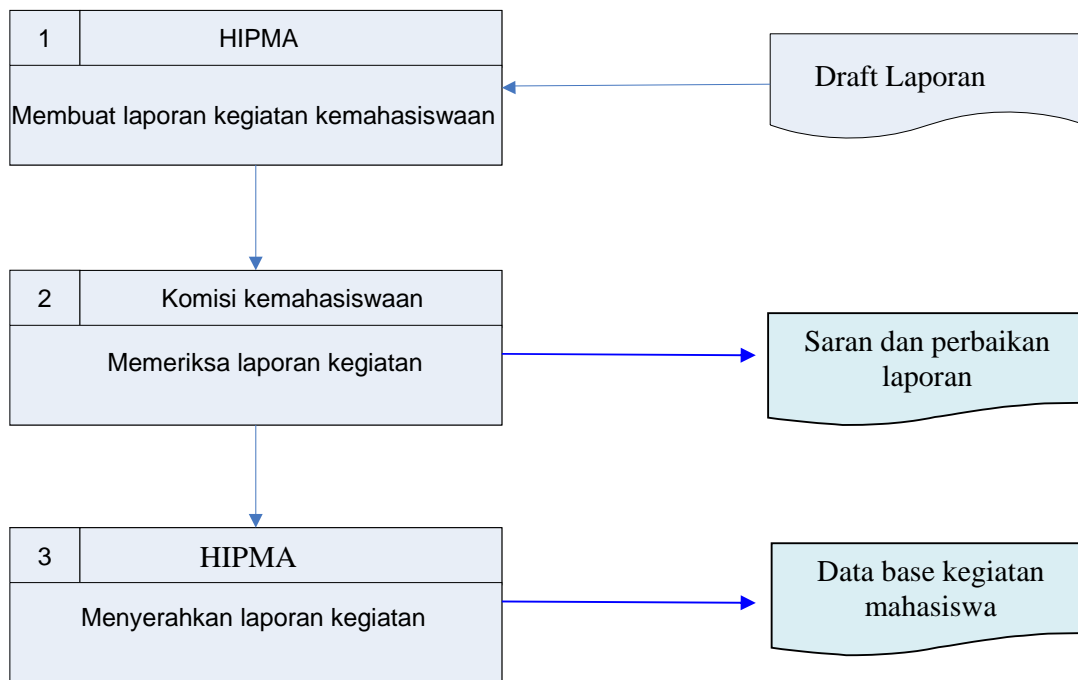 1
HIPMA
Membuat laporan kegiatan kemahasiswaan
Draft Laporan
2
Komisi kemahasiswaan
Memeriksa laporan kegiatan
Saran dan perbaikan
laporan
3
HIPMA
Menyerahkan laporan kegiatan
Data base kegiatan
mahasiswa